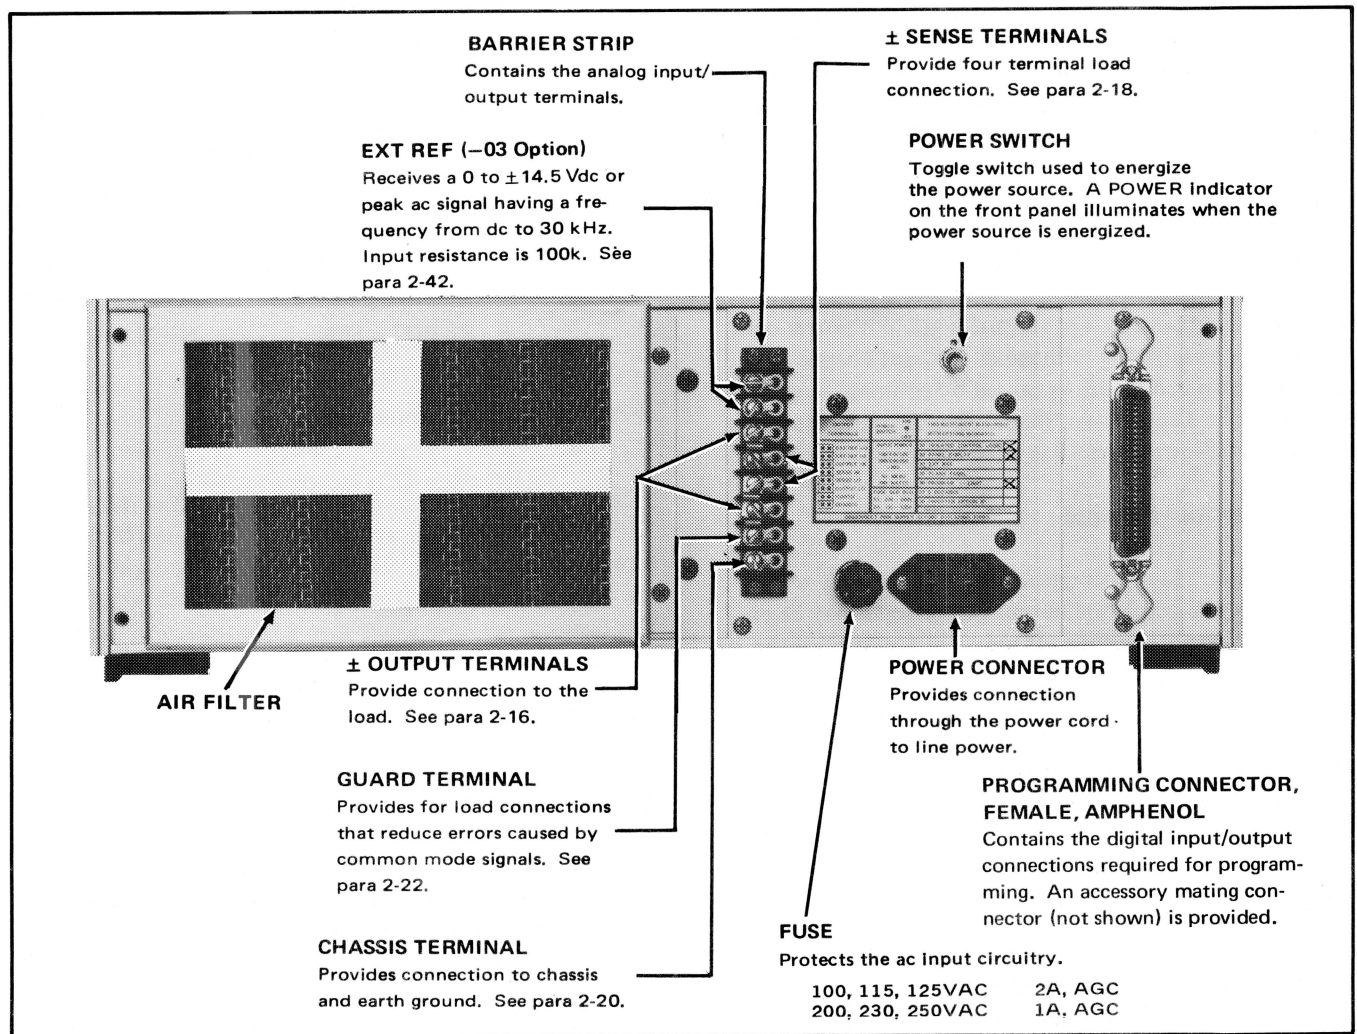 BARRIER STRIP
Contains the analog input/
output terminals.
± SENSE TERMINALS
Provide four terminal load
connection. See para 2-18.
EXT REF (−03 Option)
Receives a 0 to ±14.5 Vdc or
peak ac signal having a fre-
quency from dc to 30 kHz.
Input resistance is 100k. See
para 2-42.
POWER SWITCH
Toggle switch used to energize
the power source. A POWER indicator
on the front panel illuminates when the
power source is energized.
AIR FILTER
± OUTPUT TERMINALS
Provide connection to the
load. See para 2-16.
GUARD TERMINAL
Provides for load connections
that reduce errors caused by
common mode signals. See
para 2-22.
CHASSIS TERMINAL
Provides connection to chassis
and earth ground. See para 2-20.
POWER CONNECTOR
Provides connection
through the power cord
to line power.
PROGRAMMING CONNECTOR,
FEMALE, AMPHENOL
Contains the digital input/output
connections required for program-
ming. An accessory mating con-
nector (not shown) is provided.
FUSE
Protects the ac input circuitry.
100, 115, 125VAC 2A, AGC
200, 230, 250VAC 1A, AGC